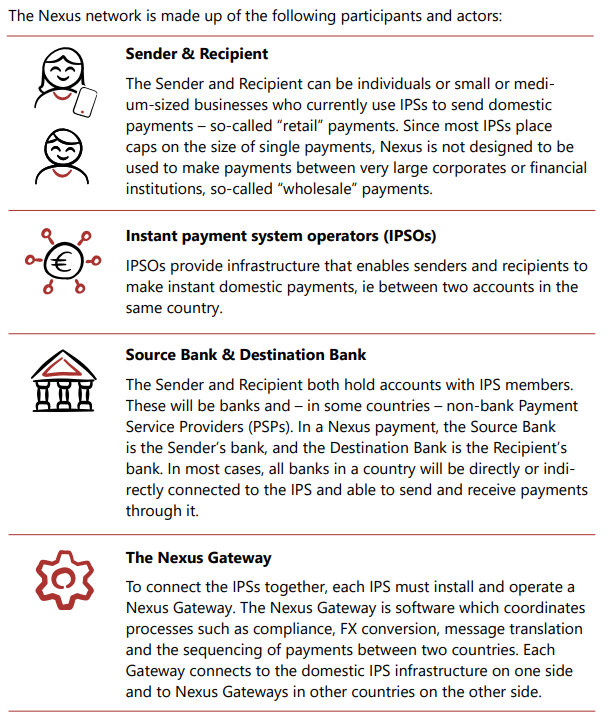 The Nexus network is made up of the following participants and actors:
Sender & Recipient
The Sender and Recipient can be individuals or small or medi-
um-sized businesses who currently use IPSs to send domestic
payments – so-called “retail” payments. Since most IPSs place
caps on the size of single payments, Nexus is not designed to be
used to make payments between very large corporates or financial
institutions, so-called “wholesale” payments.
€
Instant payment system operators (IPSOs)
IPSOs provide infrastructure that enables senders and recipients to
make instant domestic payments, ie between two accounts in the
same country.
Source Bank & Destination Bank
The Sender and Recipient both hold accounts with IPS members.
These will be banks and – in some countries – non-bank Payment
Service Providers (PSPs). In a Nexus payment, the Source Bank
is the Sender’s bank, and the Destination Bank is the Recipient’s
bank. In most cases, all banks in a country will be directly or indi-
rectly connected to the IPS and able to send and receive payments
through it.
The Nexus Gateway
To connect the IPSs together, each IPS must install and operate a
Nexus Gateway. The Nexus Gateway is software which coordinates
processes such as compliance, FX conversion, message translation
and the sequencing of payments between two countries. Each
Gateway connects to the domestic IPS infrastructure on one side
and to Nexus Gateways in other countries on the other side.